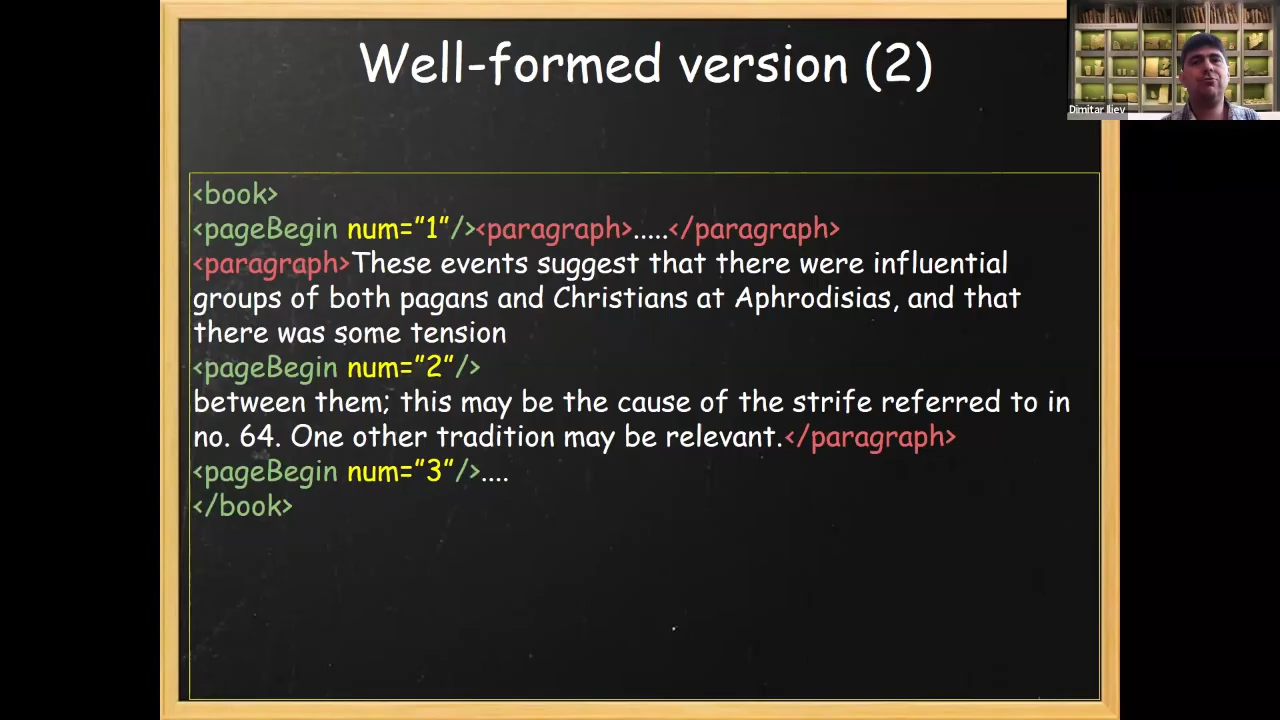 Well-formed version (2)
Dimitar Iliev
<book>
<pageBegin num=”1”/><paragraph>.....</paragraph>
<paragraph>These events suggest that there were influential
groups of both pagans and Christians at Aphrodisias, and that
there was some tension
<pageBegin num=”2”/>
between them; this may be the cause of the strife referred to in
no. 64. One other tradition may be relevant.</paragraph>
<pageBegin num=”3”/>....
</book>